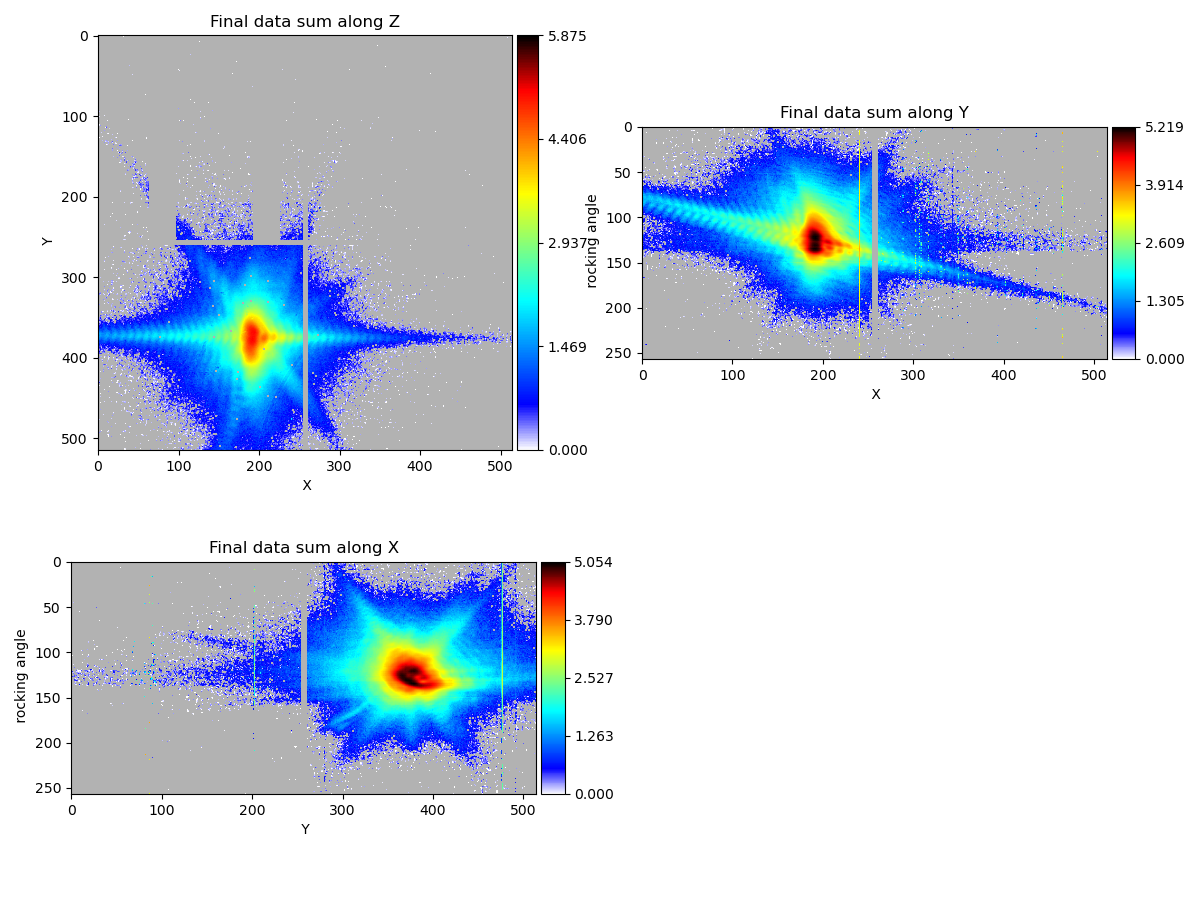 Final data sum along Z
0
100
200
300
400
500
Y
0 100 200 300 400 500
X
5.875
4.406
2.937
1.469
0.000
Final data sum along Y
0
50
100
150
200
250
rocking angle
0 100 200 300 400 500
X
5.219
3.914
2.609
1.305
0.000
Final data sum along X
0
50
100
150
200
250
rocking angle
0 100 200 300 400 500
Y
5.054
3.790
2.527
1.263
0.000